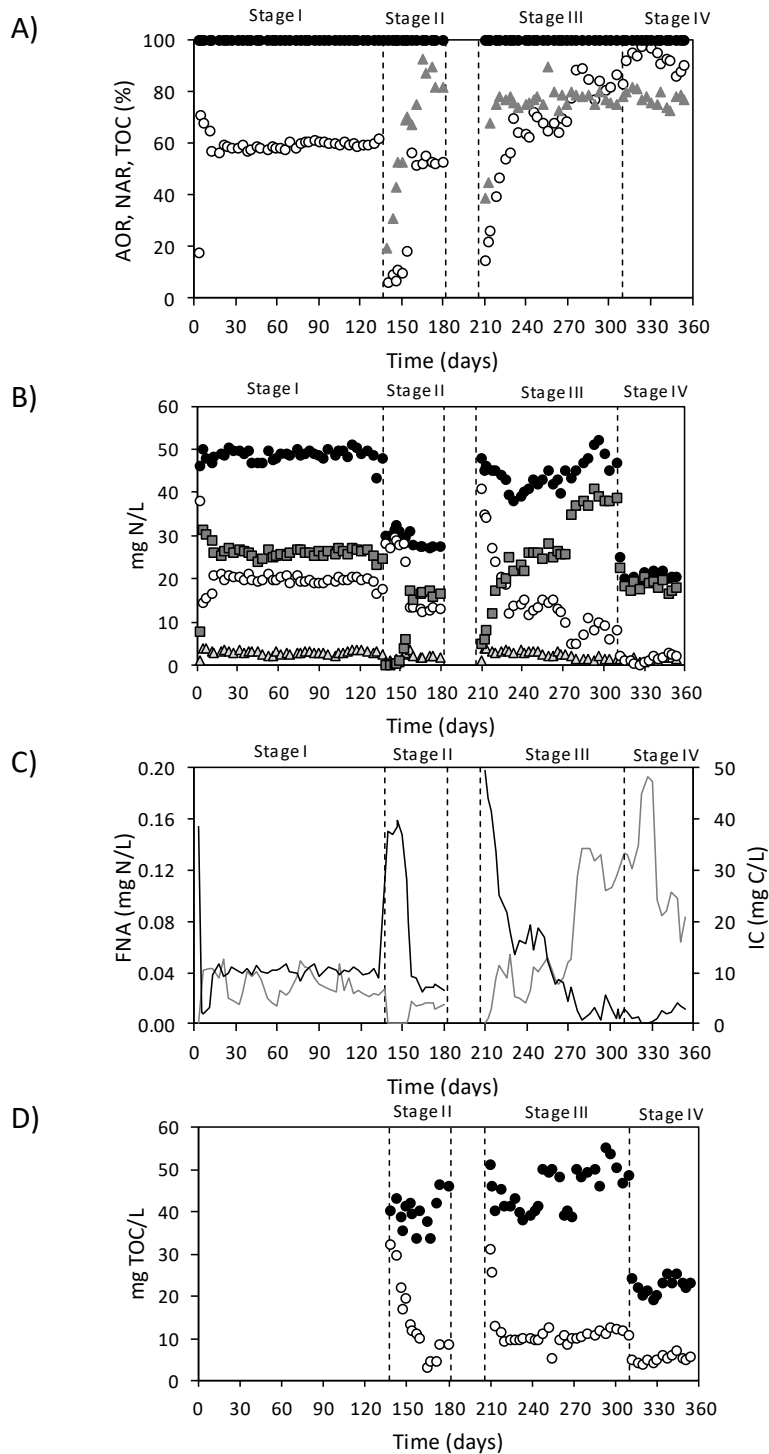 A)
Stage I Stage II Stage III Stage IV
100
80
60
40
20
0
AOR, NAR, TOC (%)
0 30 60 90 120 150 180 210 240 270 300 330 360
Time (days)
B)
Stage I Stage II Stage III Stage IV
60
50
40
30
20
10
0
mg N/L
0 30 60 90 120 150 180 210 240 270 300 330 360
Time (days)
C)
Stage I Stage II Stage III Stage IV
0.20
0.16
0.12
0.08
0.04
0.00
FNA (mg N/L)
50
40
30
20
10
0
IC (mg C/L)
0 30 60 90 120 150 180 210 240 270 300 330 360
Time (days)
D)
Stage II Stage III Stage IV
60
50
40
30
20
10
0
mg TOC/L
0 30 60 90 120 150 180 210 240 270 300 330 360
Time (days)